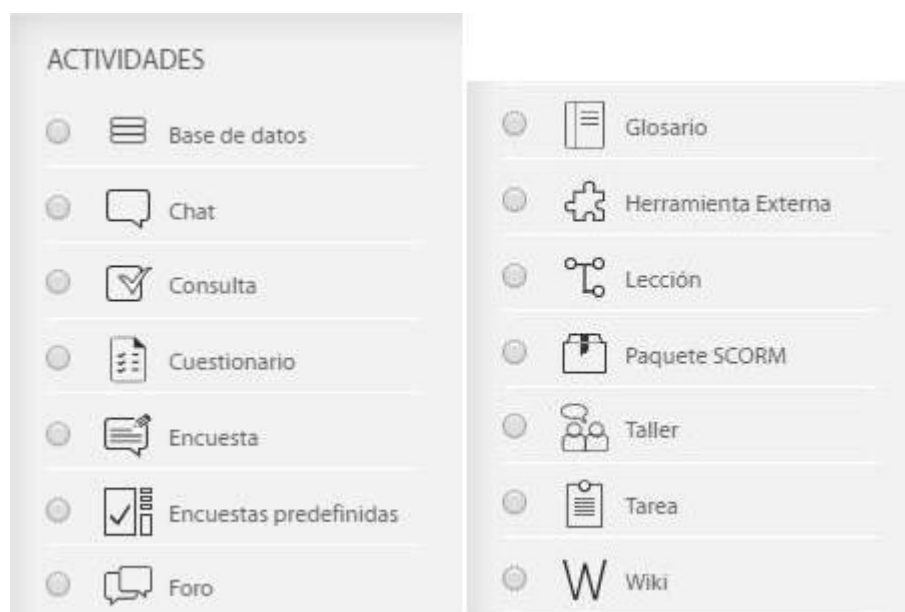 ACTIVIDADES
Base de datos
Chat
Consulta
Cuestionario
Encuesta
Encuestas predefinidas
Foro
Glosario
Herramienta Externa
Lección
Paquete SCORM
Taller
Tarea
Wiki